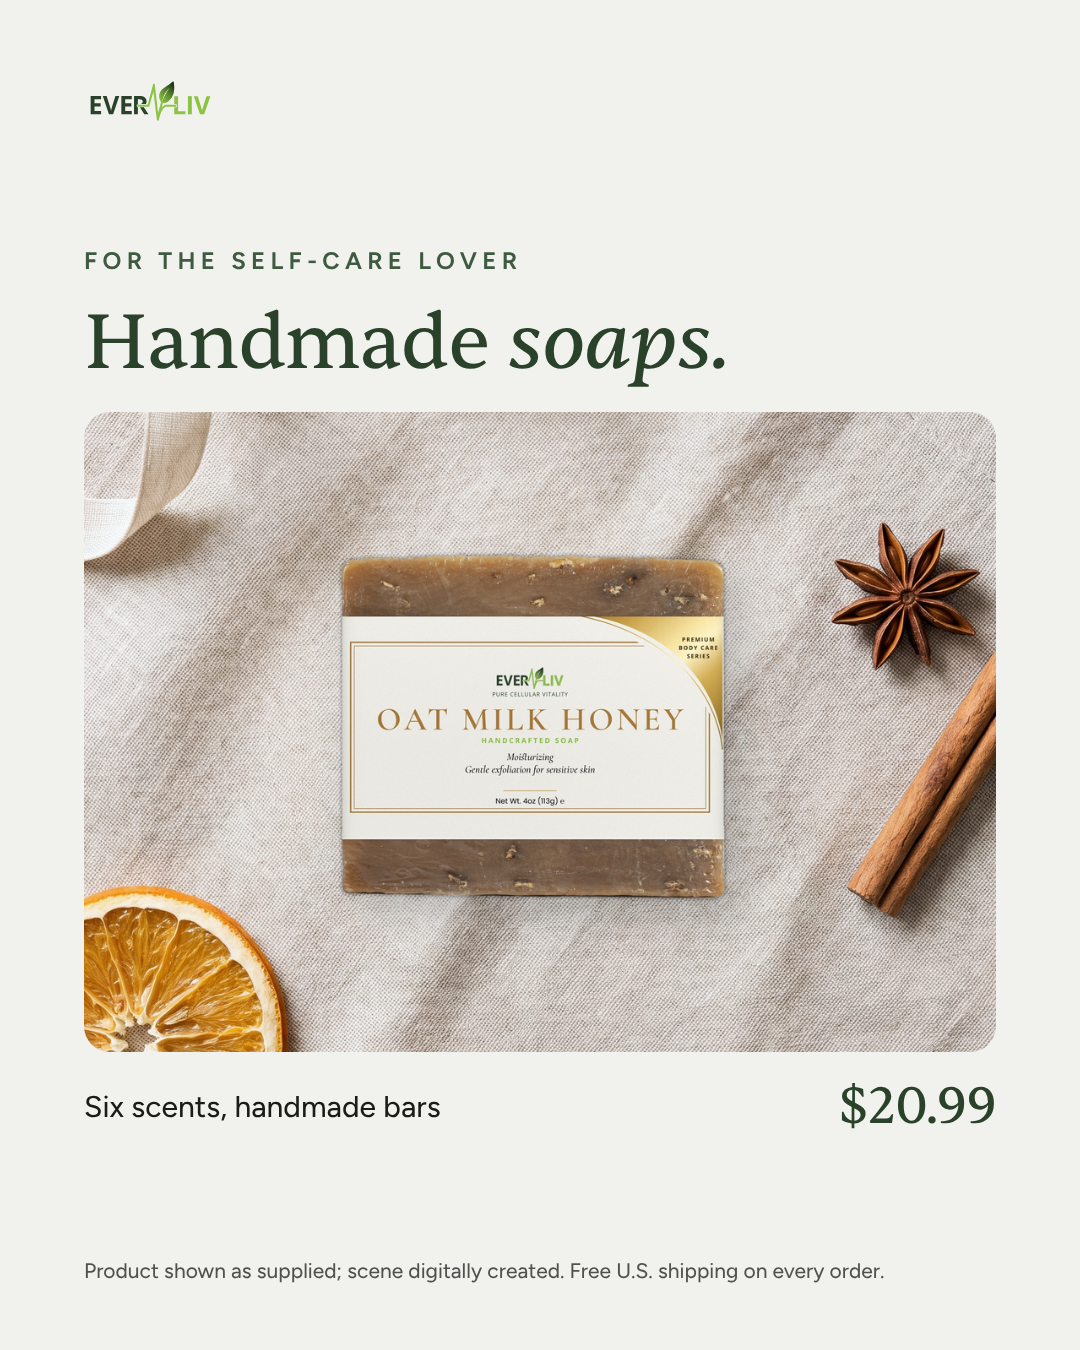 EVERLIV
FOR THE SELF-CARE LOVER
Handmade soaps.
PREMIUM
BODY CARE
SERIES
EVERLIV
PURE CELLULAR VITALITY
OAT MILK HONEY
HANDCRAFTED SOAP
Moisturizing
Gentle exfoliation for sensitive skin
Net Wt. 4oz (113g) e
Six scents, handmade bars
$20.99
Product shown as supplied; scene digitally created. Free U.S. shipping on every order.